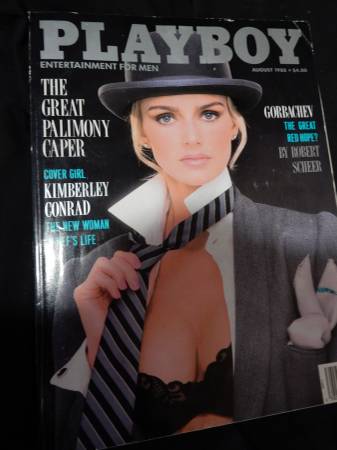 PLAYBOY
ENTERTAINMENT FOR MEN
AUGUST 1988 • $4.00
THE
GREAT
PALIMONY
CAPER
COVER GIRL
KIMBERLEY
CONRAD
THE NEW WOMAN
EF'S LIFE
GORBACHEV
THE GREAT
RED HOPE?
BY ROBERT
SCHEER